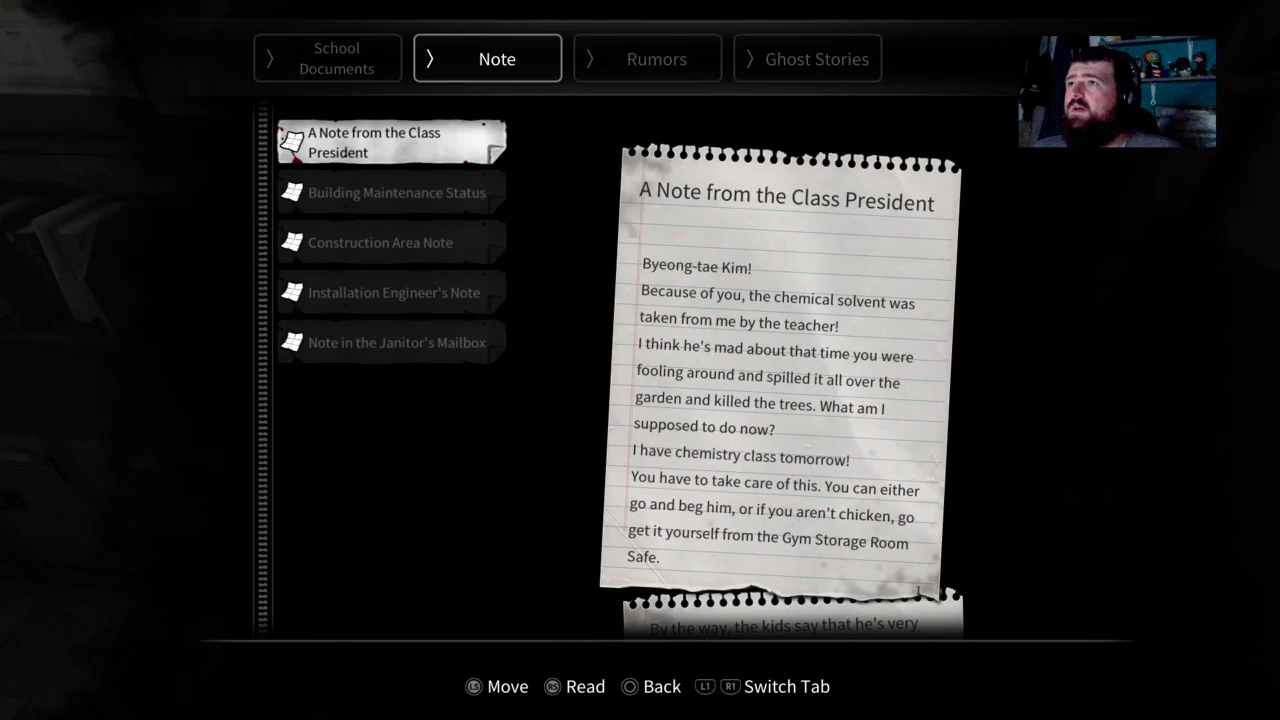 School
Documents
Note
Rumors
Ghost Stories
A Note from the Class
President
Building Maintenance Status
Construction Area Note
Installation Engineer's Note
Note in the Janitor's Mailbox
A Note from the Class President
Byeong-tae Kim!
Because of you, the chemical solvent was
taken from me by the teacher!
I think he's mad about that time you were
fooling around and spilled it all over the
garden and killed the trees. What am I
supposed to do now?
I have chemistry class tomorrow!
You have to take care of this. You can either
go and beg him, or if you aren't chicken, go
get it yourself from the Gym Storage Room
Safe.
1
By the way, the kids say that he's very
LS Move RS Read Back L1 R1 Switch Tab